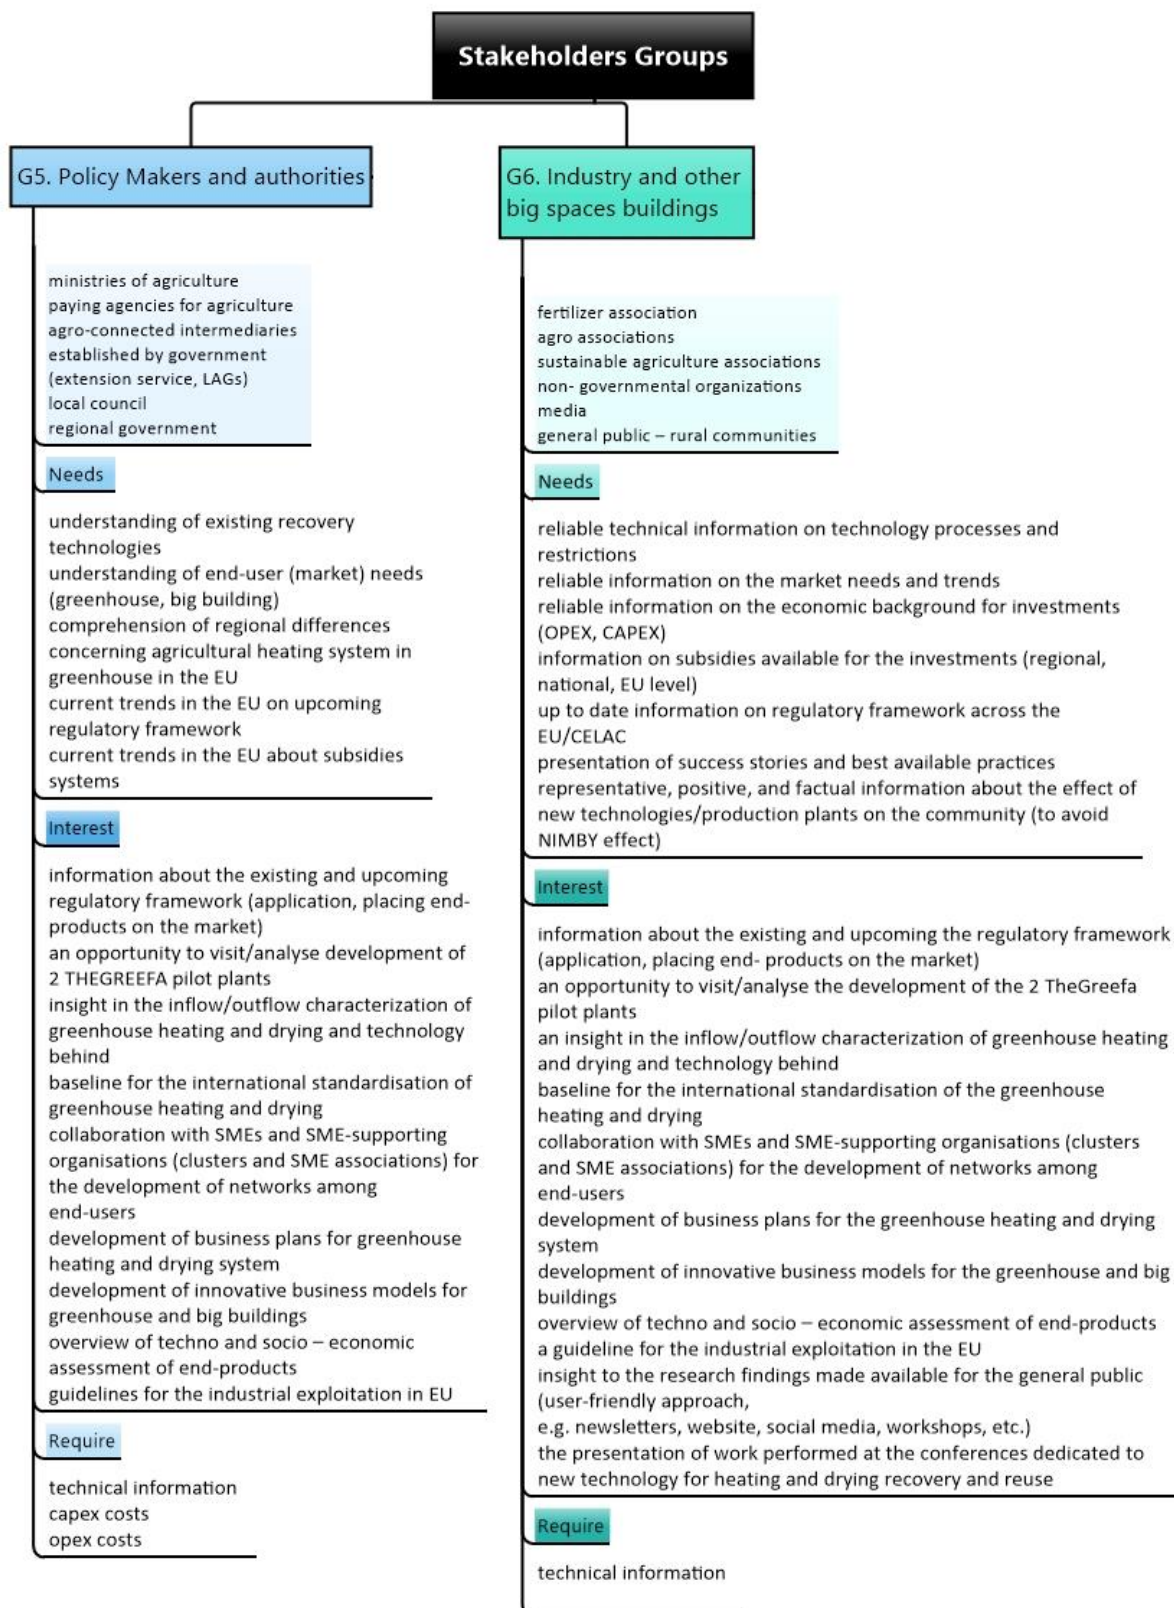 Stakeholders Groups
G5. Policy Makers and authorities
ministries of agriculture
paying agencies for agriculture
agro-connected intermediaries
established by government
(extension service, LAGs)
local council
regional government
Needs
understanding of existing recovery
technologies
understanding of end-user (market) needs
(greenhouse, big building)
comprehension of regional differences
concerning agricultural heating system in
greenhouse in the EU
current trends in the EU on upcoming
regulatory framework
current trends in the EU about subsidies
systems
Interest
information about the existing and upcoming
regulatory framework (application, placing end-
products on the market)
an opportunity to visit/analyse development of
2 THEGREEFA pilot plants
insight in the inflow/outflow characterization of
greenhouse heating and drying and technology
behind
baseline for the international standardisation of
greenhouse heating and drying
collaboration with SMEs and SME-supporting
organisations (clusters and SME associations) for
the development of networks among
end-users
development of business plans for greenhouse
heating and drying system
development of innovative business models for
greenhouse and big buildings
overview of techno and socio – economic
assessment of end-products
guidelines for the industrial exploitation in EU
Require
technical information
capex costs
opex costs
G6. Industry and other
big spaces buildings
fertilizer association
agro associations
sustainable agriculture associations
non- governmental organizations
media
general public – rural communities
Needs
reliable technical information on technology processes and
restrictions
reliable information on the market needs and trends
reliable information on the economic background for investments
(OPEX, CAPEX)
information on subsidies available for the investments (regional,
national, EU level)
up to date information on regulatory framework across the
EU/CELAC
presentation of success stories and best available practices
representative, positive, and factual information about the effect of
new technologies/production plants on the community (to avoid
NIMBY effect)
Interest
information about the existing and upcoming the regulatory framework
(application, placing end- products on the market)
an opportunity to visit/analyse the development of the 2 TheGreefa
pilot plants
an insight in the inflow/outflow characterization of greenhouse heating
and drying and technology behind
baseline for the international standardisation of the greenhouse
heating and drying
collaboration with SMEs and SME-supporting organisations (clusters
and SME associations) for the development of networks among
end-users
development of business plans for the greenhouse heating and drying
system
development of innovative business models for the greenhouse and big
buildings
overview of techno and socio – economic assessment of end-products
a guideline for the industrial exploitation in the EU
insight to the research findings made available for the general public
(user-friendly approach,
e.g. newsletters, website, social media, workshops, etc.)
the presentation of work performed at the conferences dedicated to
new technology for heating and drying recovery and reuse
Require
technical information